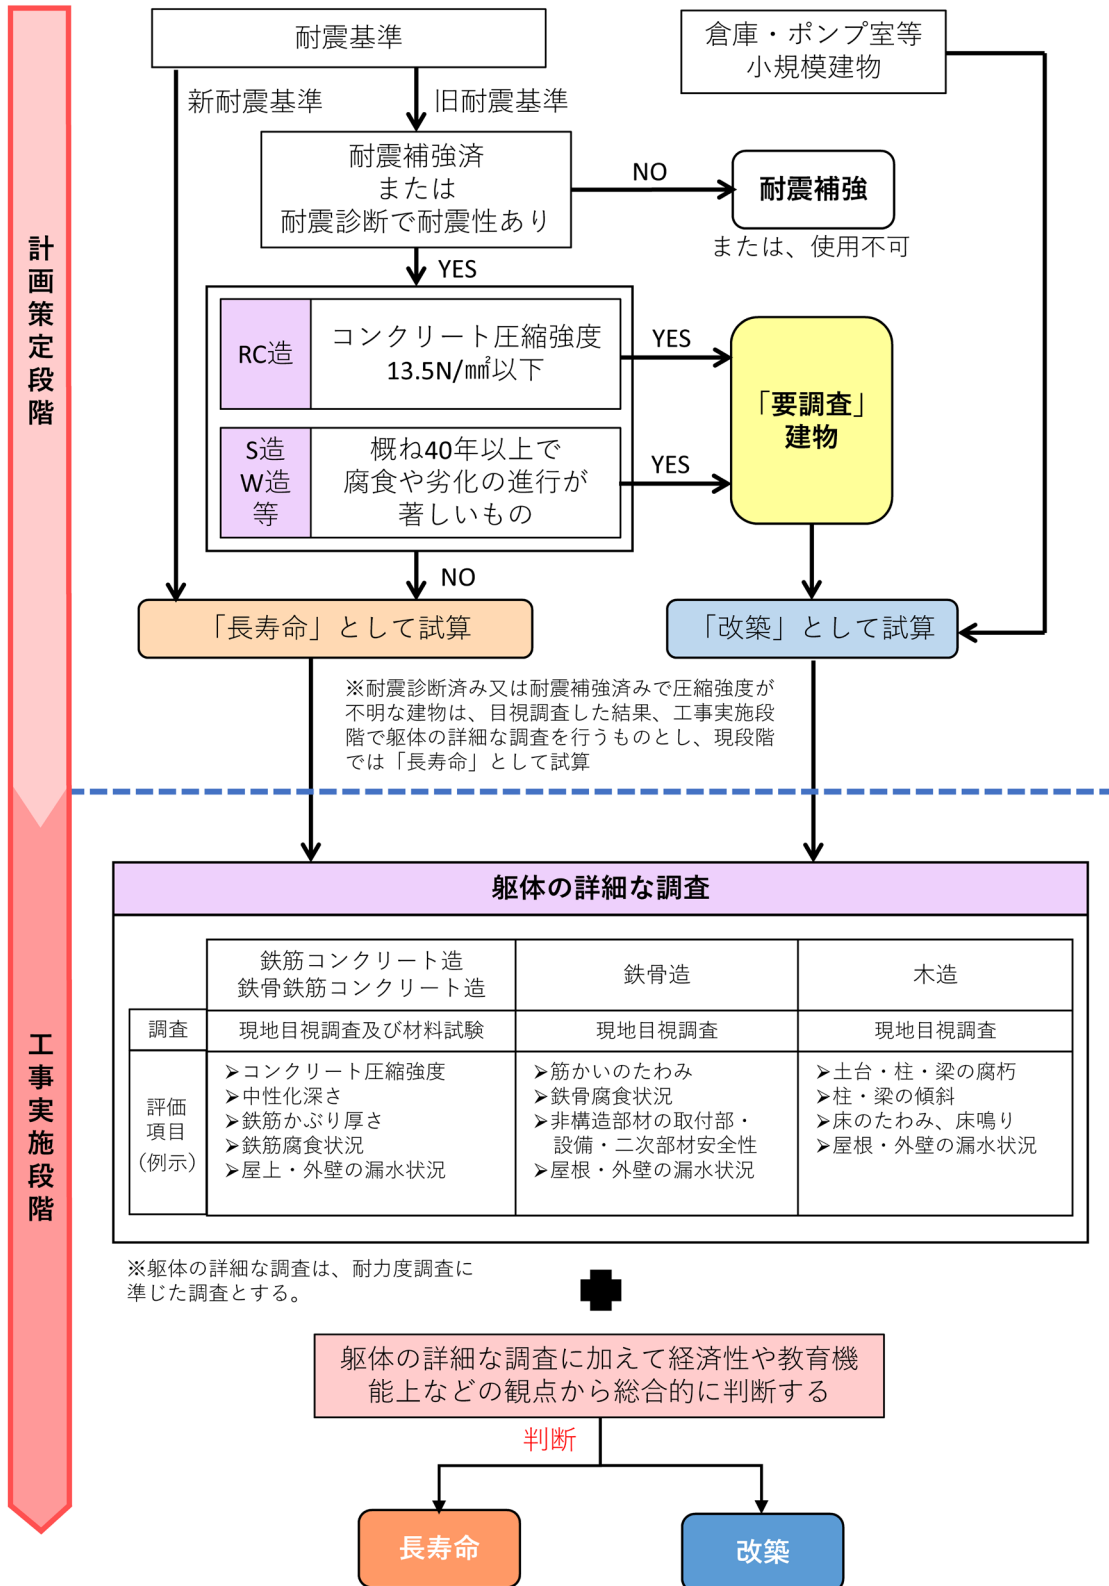 計画策定段階
耐震基準
倉庫・ポンプ室等
小規模建物
新耐震基準
旧耐震基準
耐震補強済
または
耐震診断で耐震性あり
NO
耐震補強
または、使用不可
YES
RC造
コンクリート圧縮強度
13.5N/㎟以下
YES
S造
W造
等
概ね40年以上で
腐食や劣化の進行が
著しいもの
YES
「要調査」
建物
NO
「長寿命」として試算
「改築」として試算
※耐震診断済み又は耐震補強済みで圧縮強度が
不明な建物は、目視調査した結果、工事実施段
階で躯体の詳細な調査を行うものとし、現段階
では「長寿命」として試算
工事実施段階
躯体の詳細な調査
鉄筋コンクリート造
鉄骨鉄筋コンクリート造
鉄骨造
木造
調査
現地目視調査及び材料試験
現地目視調査
現地目視調査
評価
項目
（例示）
➢コンクリート圧縮強度
➢中性化深さ
➢鉄筋かぶり厚さ
➢鉄筋腐食状況
➢屋上・外壁の漏水状況
➢筋かいのたわみ
➢鉄骨腐食状況
➢非構造部材の取付部・
設備・二次部材安全性
➢屋根・外壁の漏水状況
➢土台・柱・梁の腐朽
➢柱・梁の傾斜
➢床のたわみ、床鳴り
➢屋根・外壁の漏水状況
※躯体の詳細な調査は、耐力度調査に
準じた調査とする。
躯体の詳細な調査に加えて経済性や教育機
能上などの観点から総合的に判断する
判断
長寿命
改築